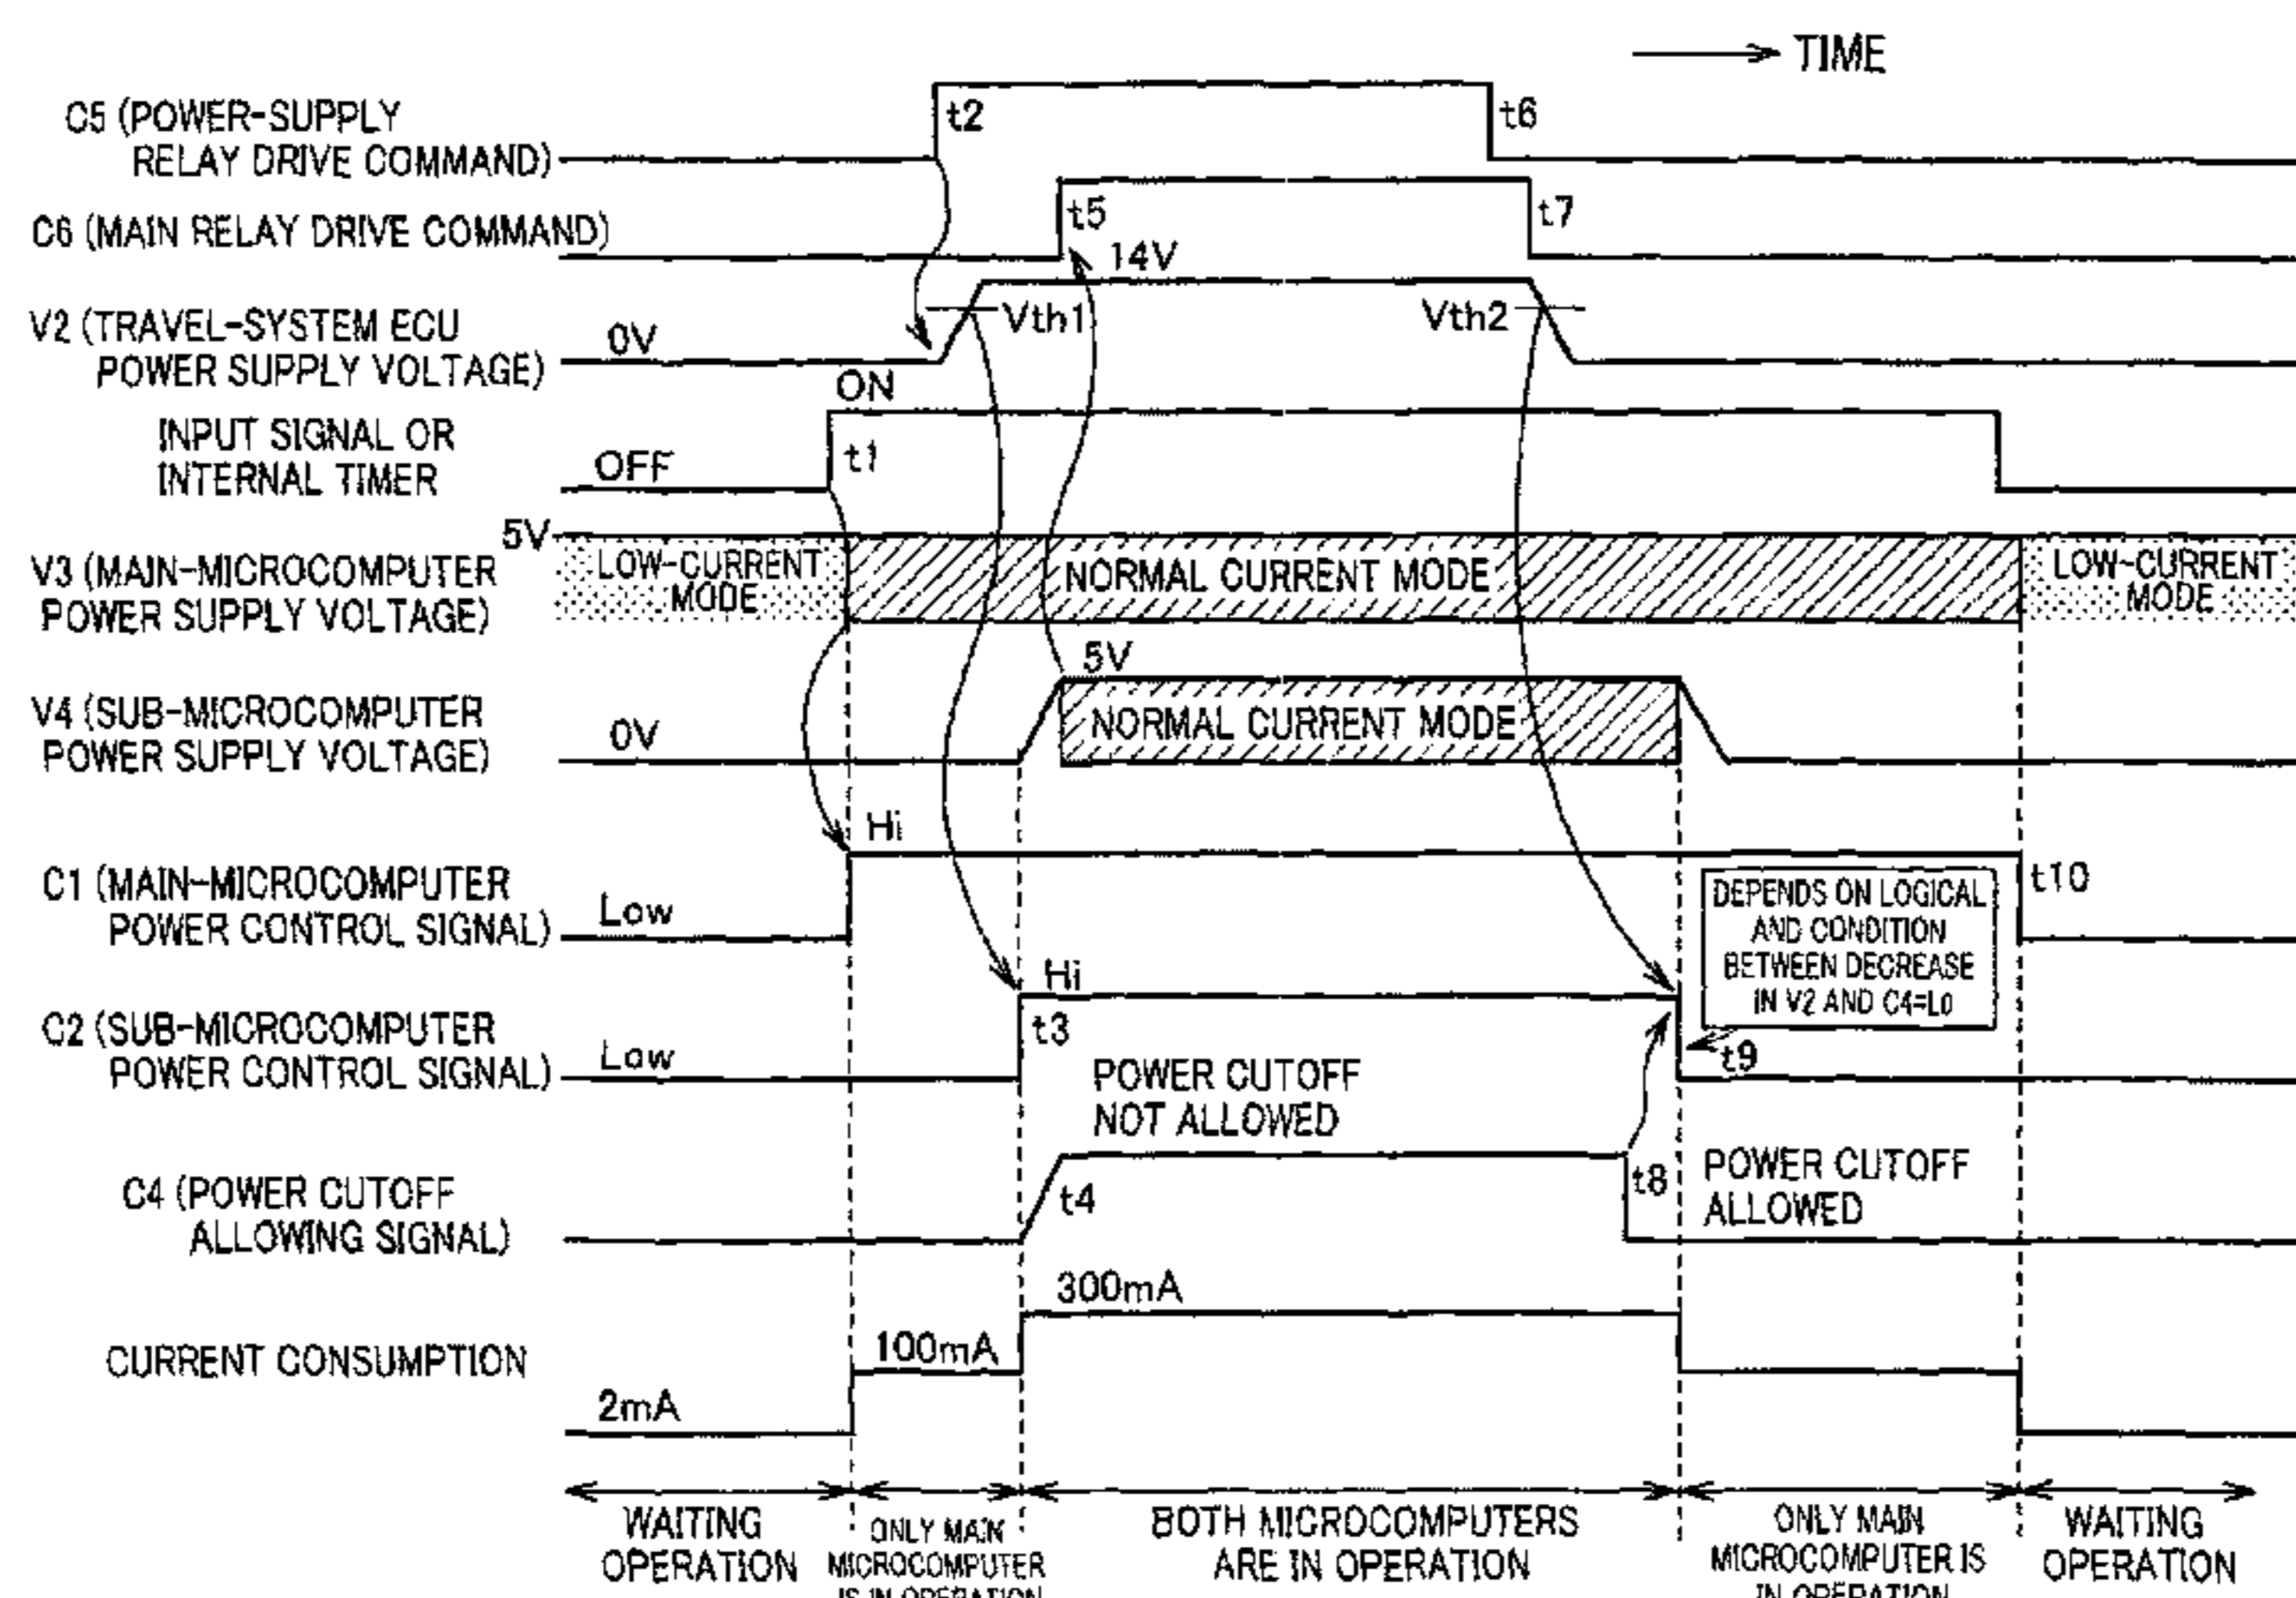 TIME
C5 (POWER-SUPPLY
RELAY DRIVE COMMAND)
t2
t6
C6 (MAIN RELAY DRIVE COMMAND)
t5
t7
14V
V2 (TRAVEL-SYSTEM ECU
POWER SUPPLY VOLTAGE)
0V
Vth1
Vth2
INPUT SIGNAL OR
INTERNAL TIMER
ON
OFF
t1
5V
V3 (MAIN-MICROCOMPUTER
POWER SUPPLY VOLTAGE)
LOW-CURRENT
MODE
NORMAL CURRENT MODE
LOW-CURRENT
MODE
V4 (SUB-MICROCOMPUTER
POWER SUPPLY VOLTAGE)
0V
5V
NORMAL CURRENT MODE
C1 (MAIN-MICROCOMPUTER
POWER CONTROL SIGNAL)
Low
Hi
t10
DEPENDS ON LOGICAL
AND CONDITION
BETWEEN DECREASE
IN V2 AND C4=Lo
C2 (SUB-MICROCOMPUTER
POWER CONTROL SIGNAL)
Low
Hi
t3
t9
POWER CUTOFF
NOT ALLOWED
C4 (POWER CUTOFF
ALLOWING SIGNAL)
t4
t8
POWER CUTOFF
ALLOWED
CURRENT CONSUMPTION
2mA
100mA
300mA
WAITING
OPERATION
ONLY MAIN
MICROCOMPUTER
IS IN OPERATION
BOTH MICROCOMPUTERS
ARE IN OPERATION
ONLY MAIN
MICROCOMPUTER IS
IN OPERATION
WAITING
OPERATION